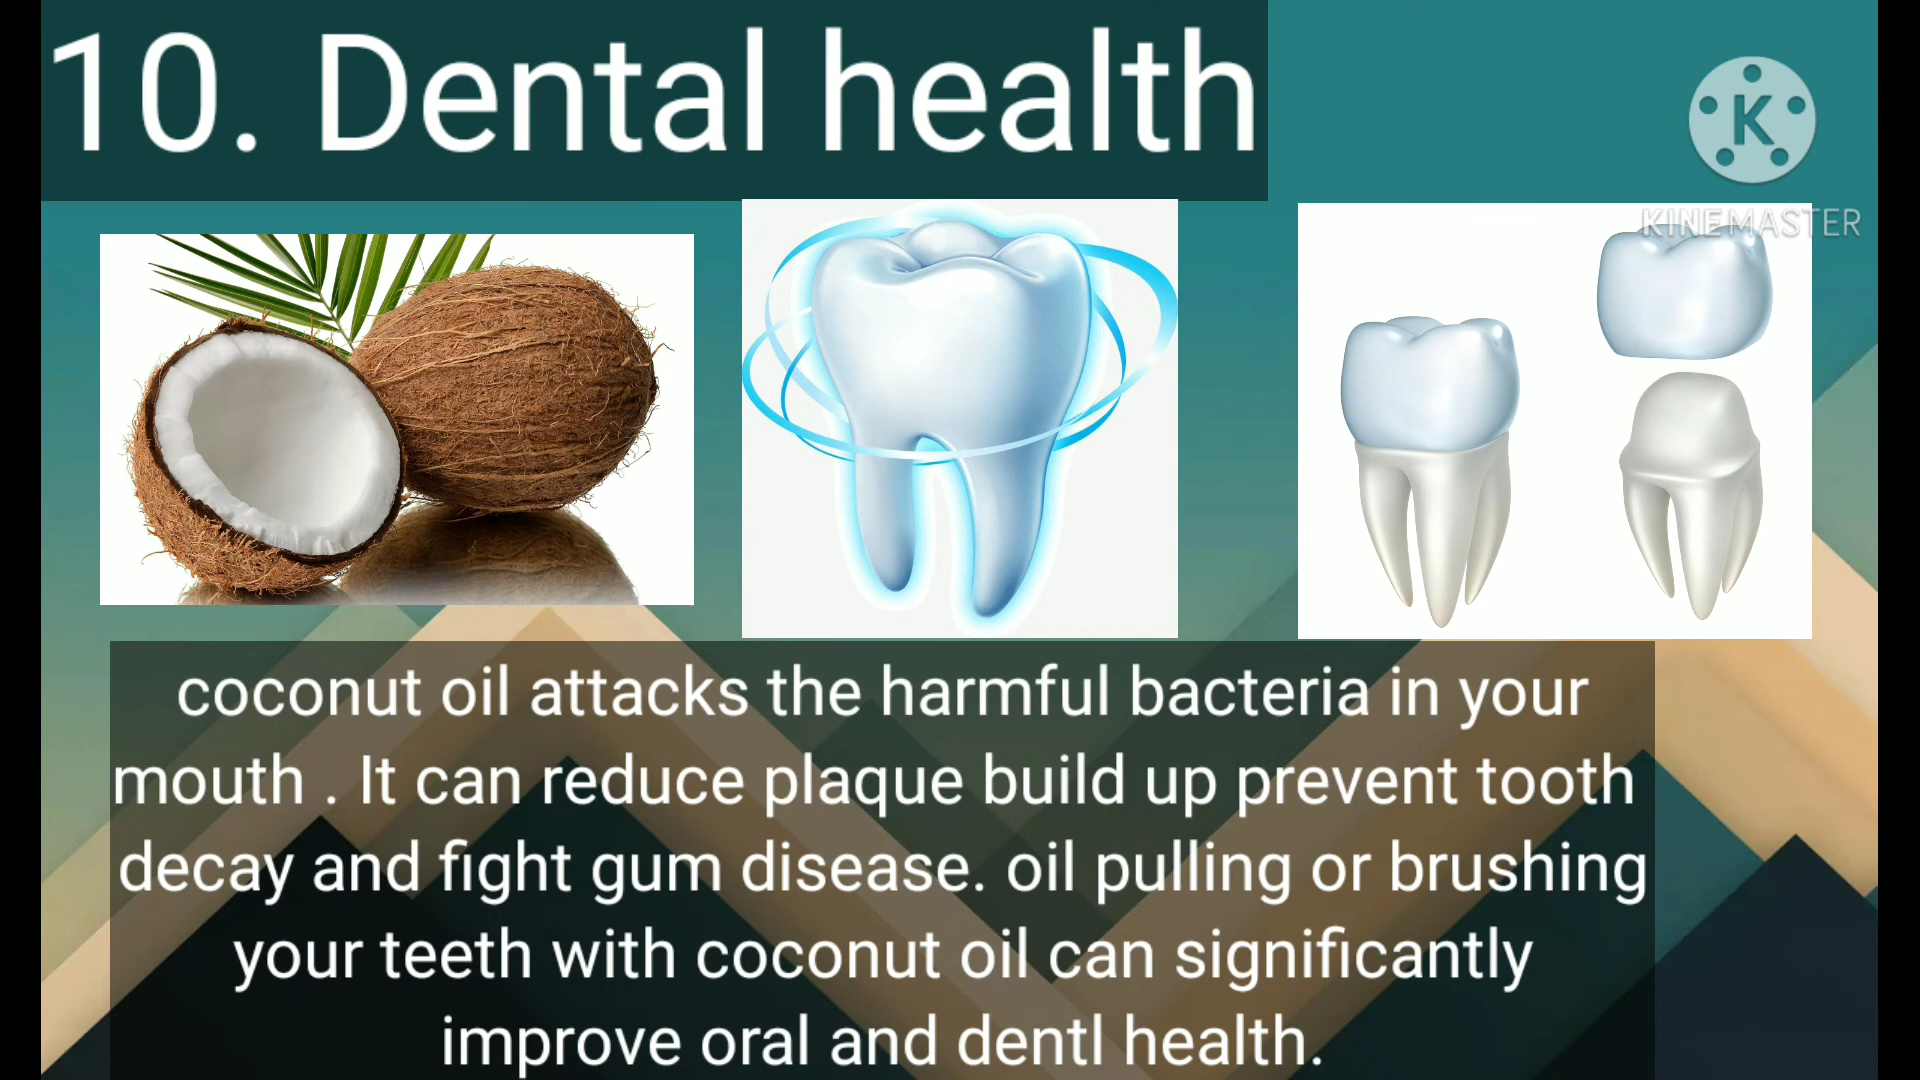 10. Dental health
K
KINEMASTER
coconut oil attacks the harmful bacteria in your
mouth . It can reduce plaque build up prevent tooth
decay and fight gum disease. oil pulling or brushing
your teeth with coconut oil can significantly
improve oral and dentl health.